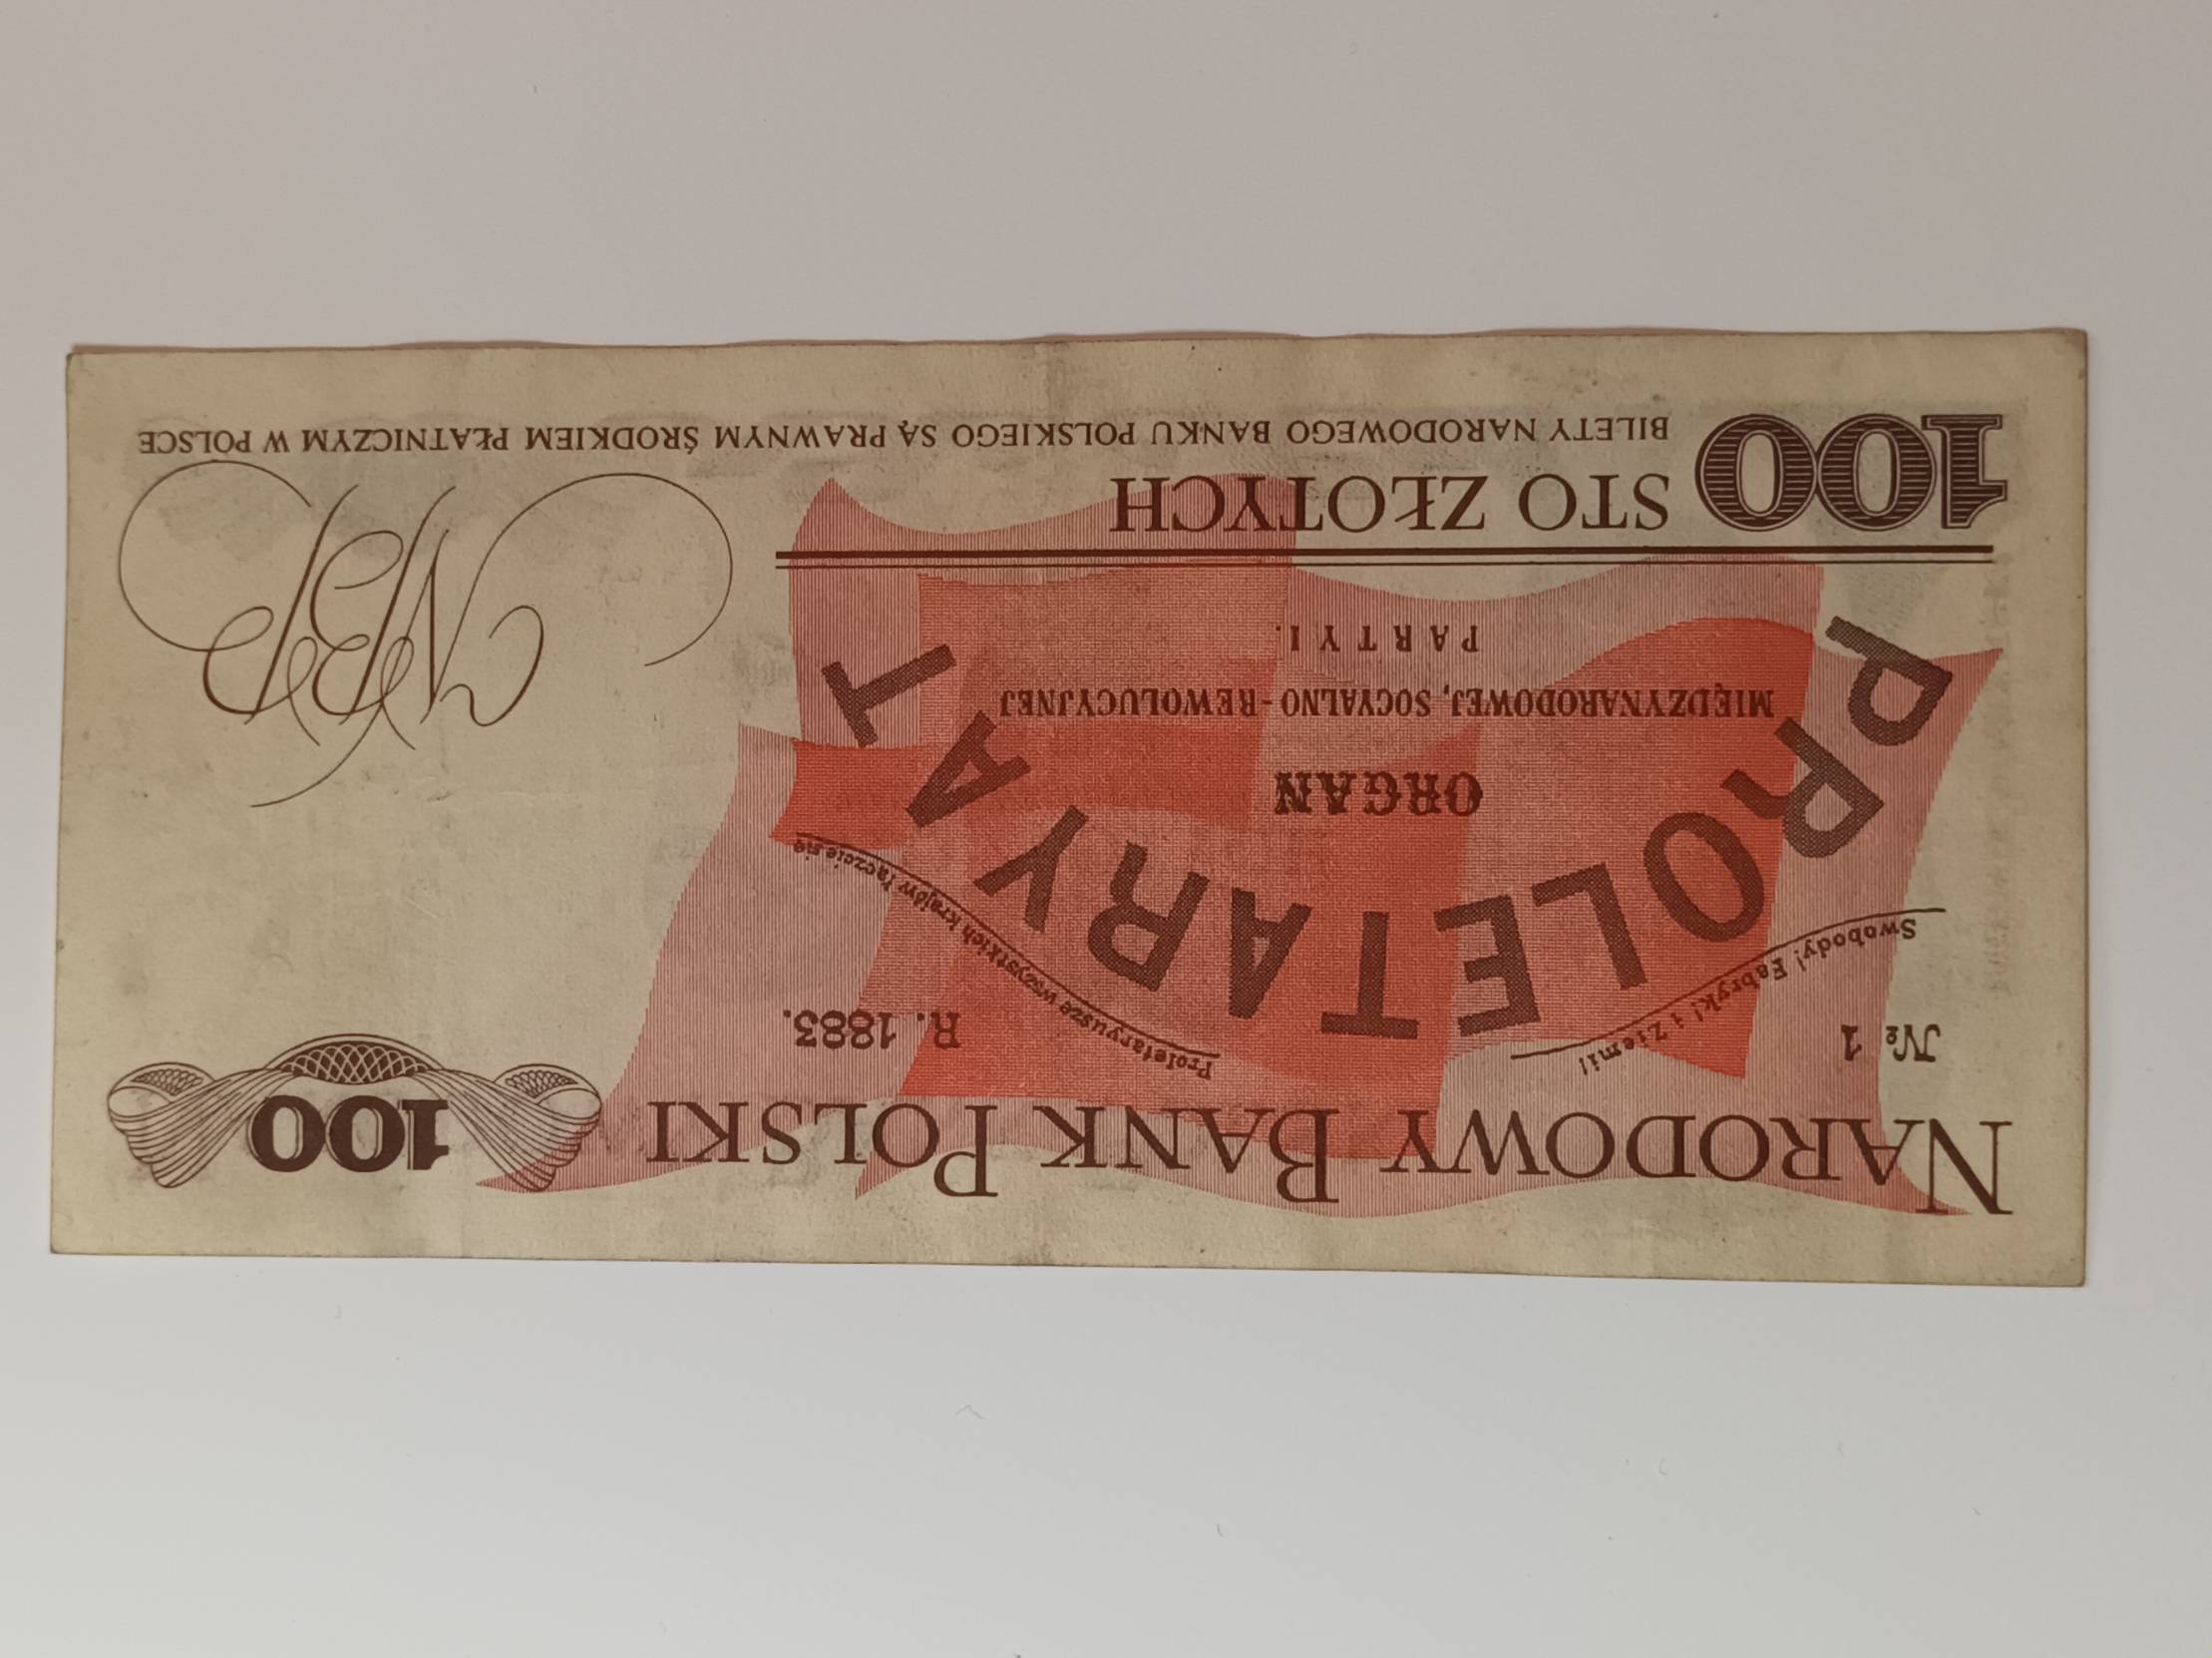 NARODOWY BANK POLSKI
100
№ 1
R. 1883.
Swobody! Fabryk! i Ziemi!
Proletaryusze wszystkich krajów łączcie się
PROLETARYAT
ORGAN
MIĘDZYNARODOWEJ, SOCYALNO-REWOLUCYJNEJ
PARTYI.
100
STO ZŁOTYCH
BILETY NARODOWEGO BANKU POLSKIEGO SĄ PRAWNYM ŚRODKIEM PŁATNICZYM W POLSCE
NBP